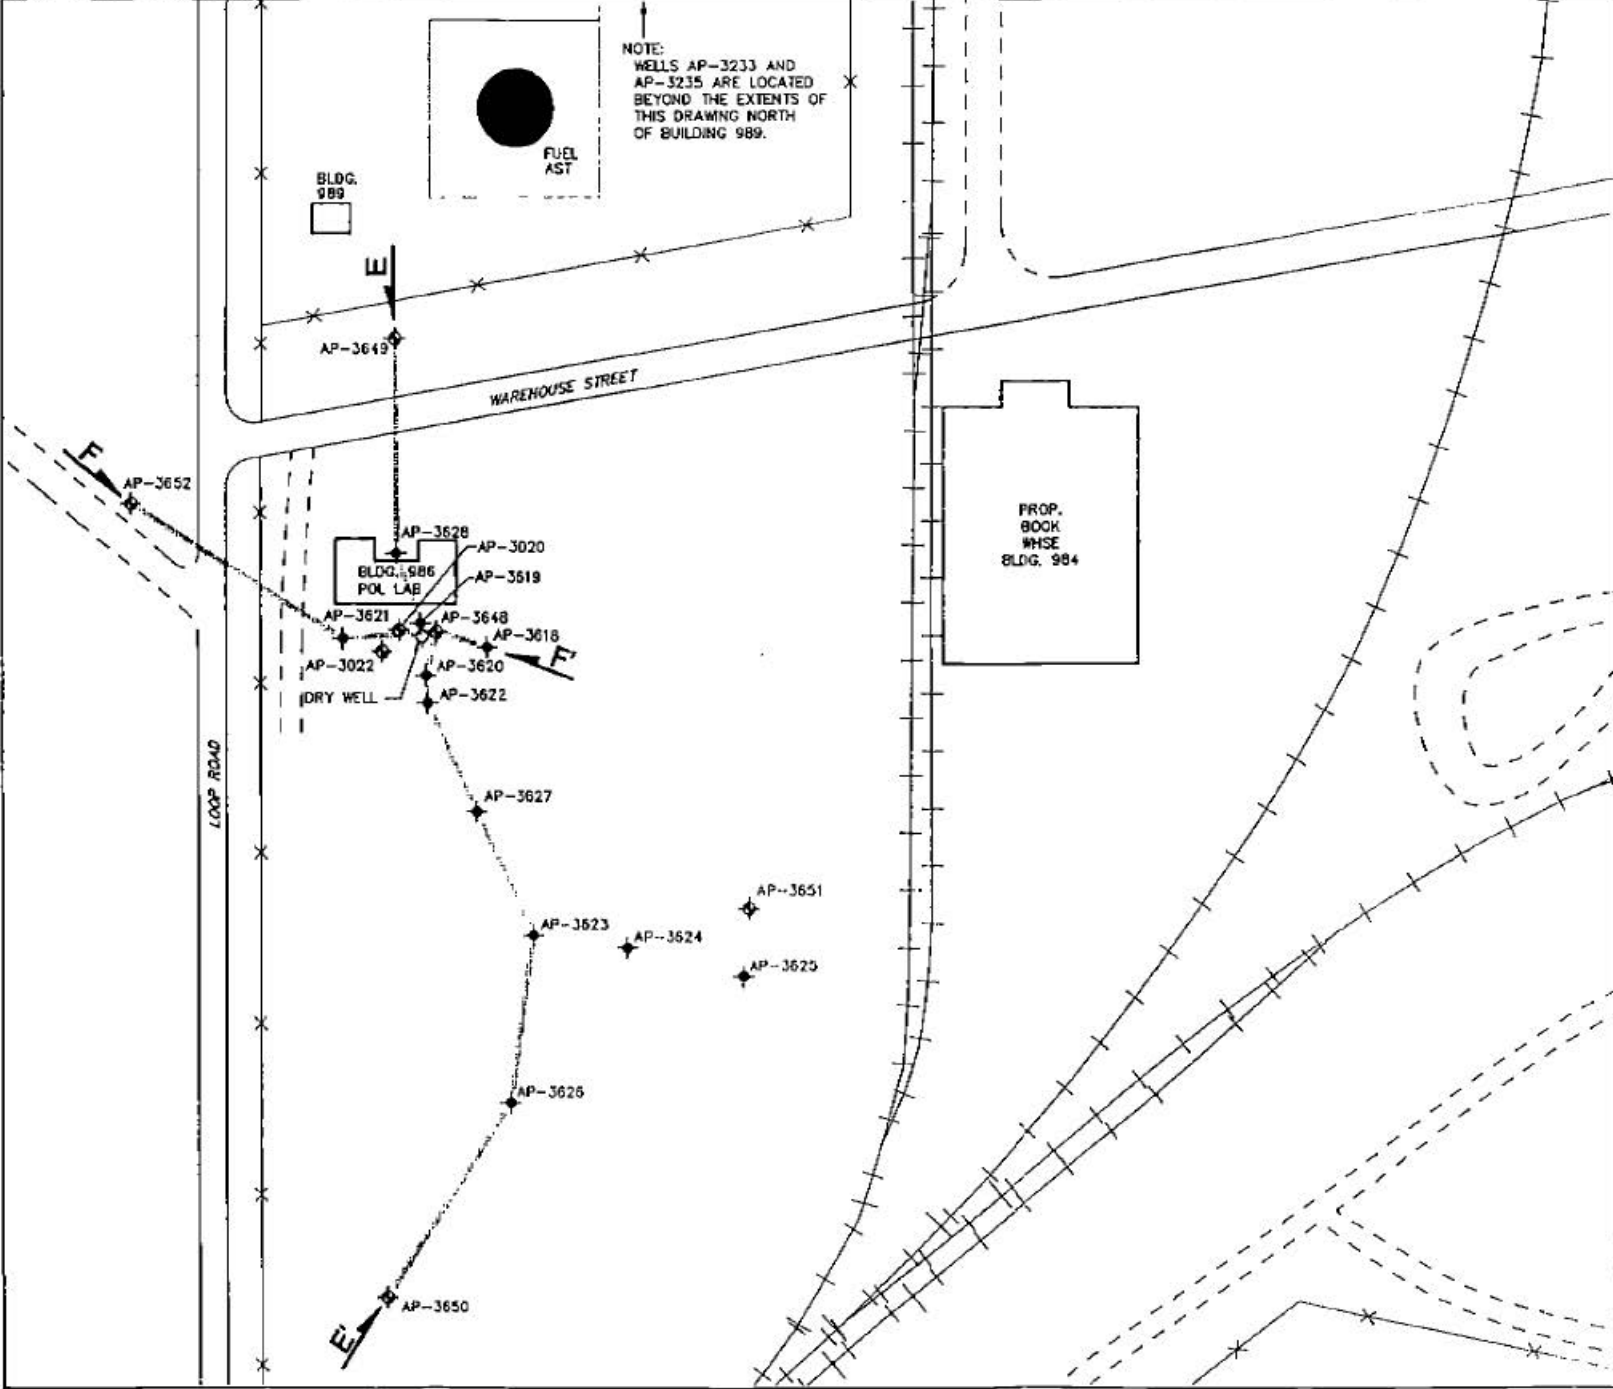 NOTE:
WELLS AP-3233 AND
AP-3235 ARE LOCATED
BEYOND THE EXTENTS OF
THIS DRAWING NORTH
OF BUILDING 989.
FUEL
AST
BLDG.
989
E
AP-3649
WAREHOUSE STREET
F
AP-3652
AP-3628
AP-3020
BLDG. 986
POL LAB
AP-3619
AP-3621
AP-3648
AP-3618
F'
AP-3022
AP-3620
DRY WELL
AP-3622
PROP.
BOOK
WHSE
BLDG. 984
LOOP ROAD
AP-3627
AP-3651
AP-3623
AP-3624
AP-3625
AP-3626
AP-3650
E'